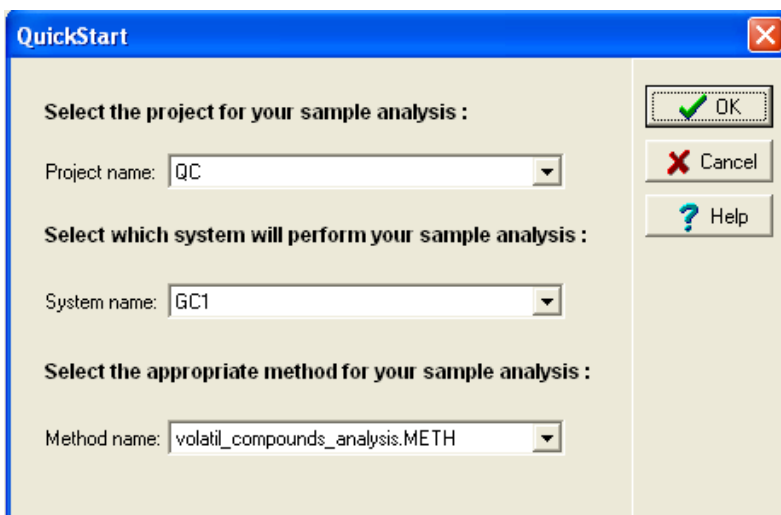 QuickStart
Select the project for your sample analysis :
Project name: QC
Select which system will perform your sample analysis :
System name: GC1
Select the appropriate method for your sample analysis :
Method name: volatil_compounds_analysis.METH
OK
Cancel
Help